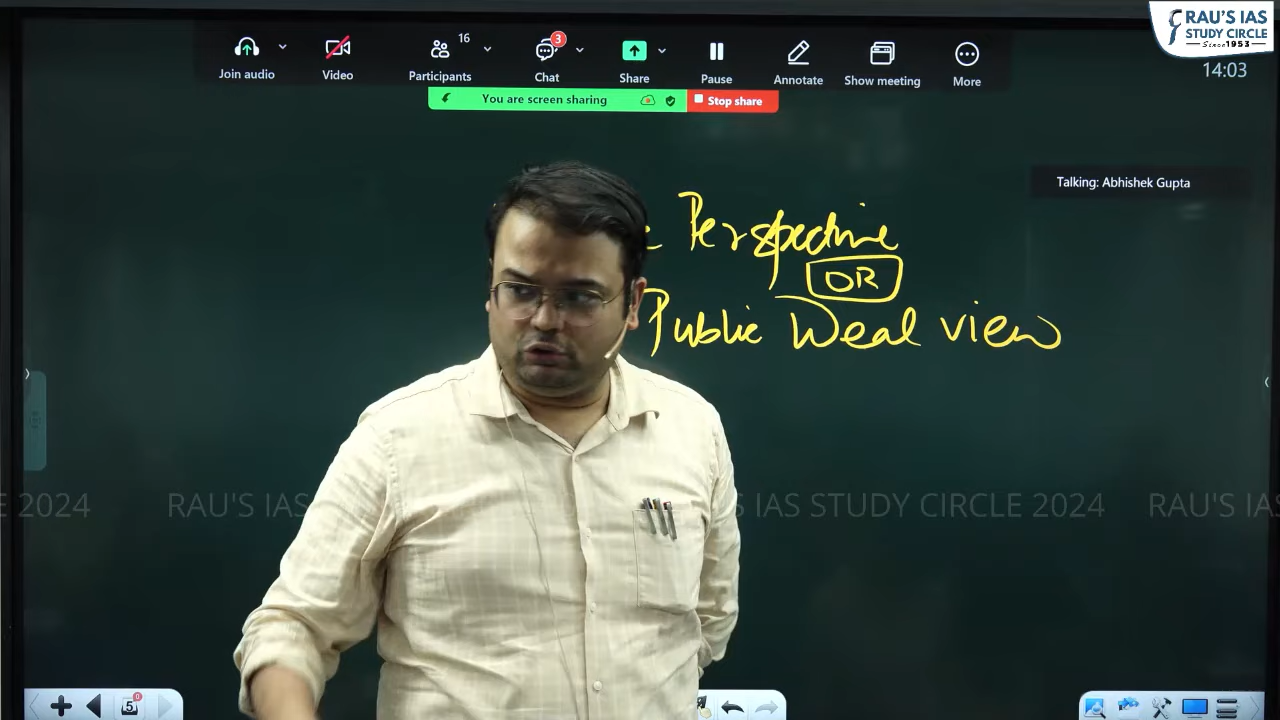 RAU'S IAS
STUDY CIRCLE
Since 1953
16
3
Join audio Video Participants Chat Share Pause Annotate Show meeting More
14:03
You are screen sharing Stop share
Talking: Abhishek Gupta
Perspective
OR
Public Weal view
E 2024 RAU'S IAS S IAS STUDY CIRCLE 2024 RAU'S IAS
5
0